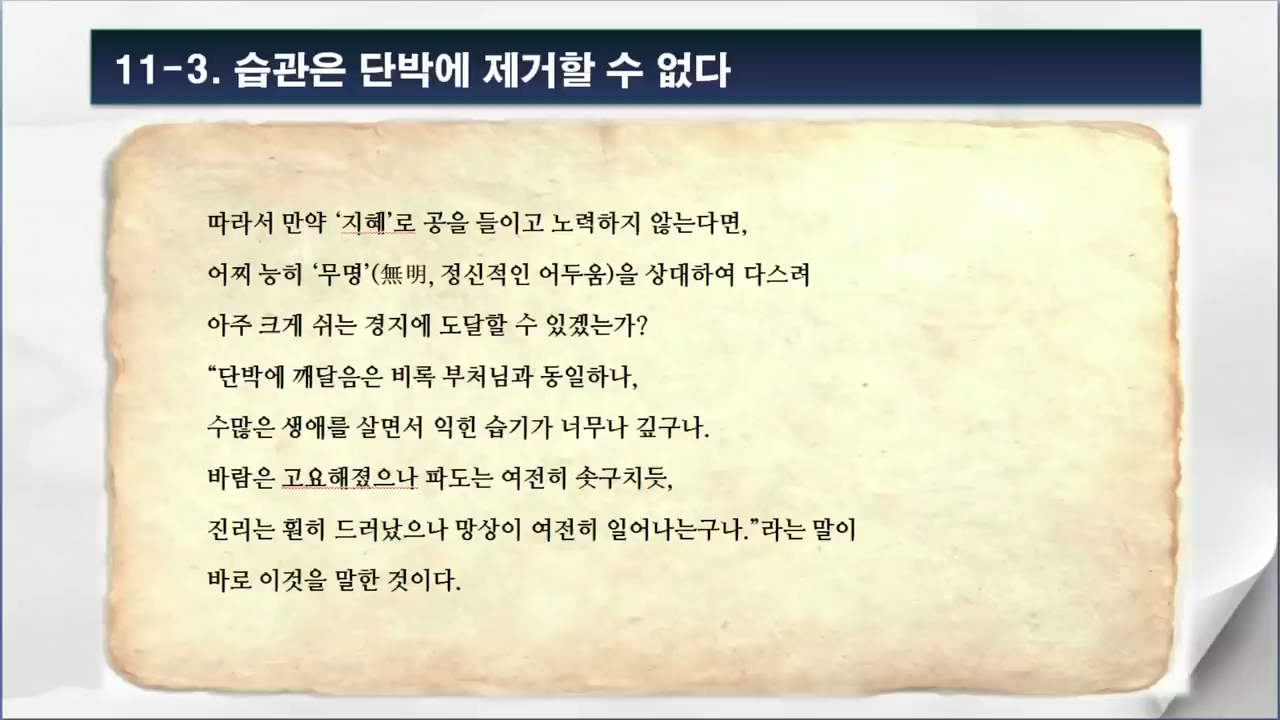 11-3. 습관은 단박에 제거할 수 없다
따라서 만약 ‘지혜’로 공을 들이고 노력하지 않는다면,
어찌 능히 ‘무명’(無明, 정신적인 어두움)을 상대하여 다스려
아주 크게 쉬는 경지에 도달할 수 있겠는가?
“단박에 깨달음은 비록 부처님과 동일하나,
수많은 생애를 살면서 익힌 습기가 너무나 깊구나.
바람은 고요해졌으나 파도는 여전히 솟구치듯,
진리는 훤히 드러났으나 망상이 여전히 일어나는구나.”라는 말이
바로 이것을 말한 것이다.